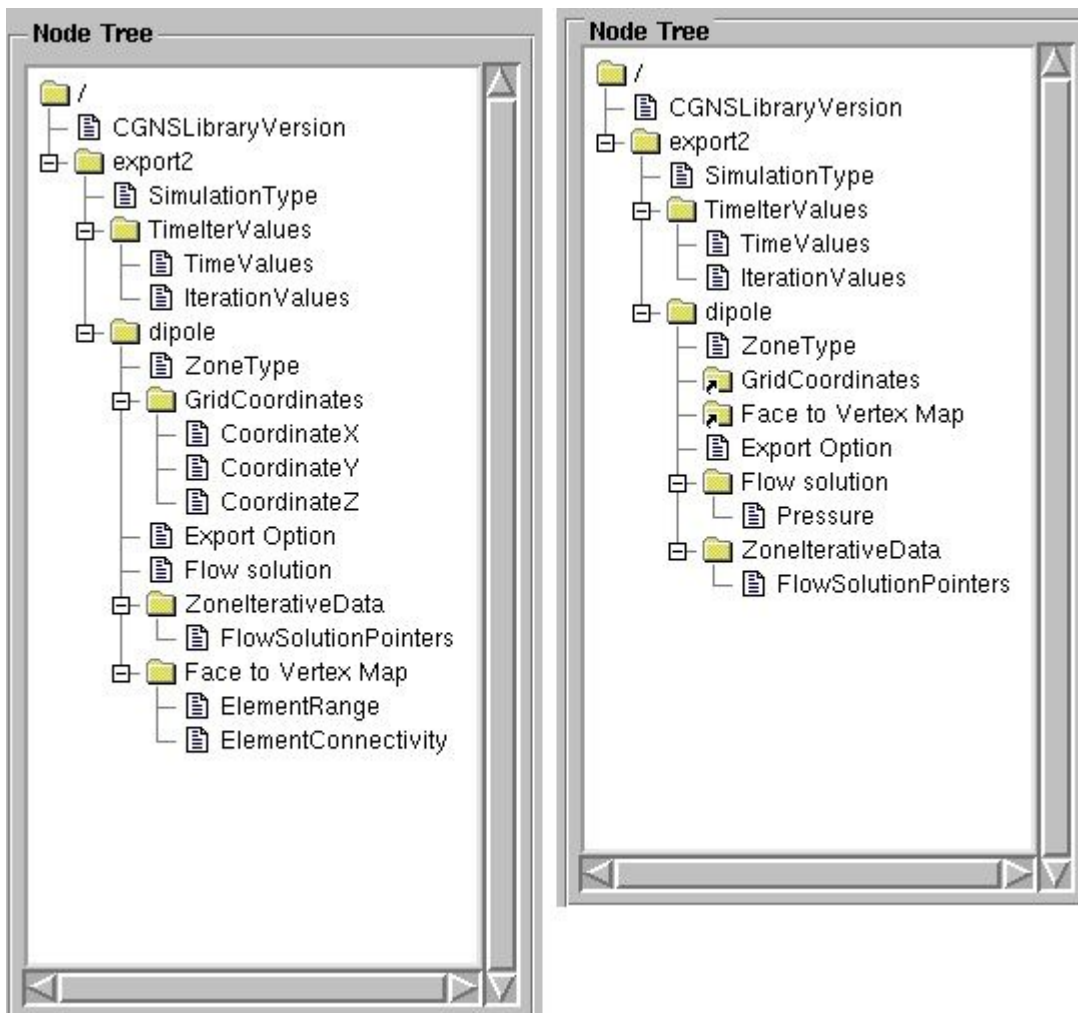 Node Tree
/
CGNSLibraryVersion
export2
SimulationType
TimeIterValues
TimeValues
IterationValues
dipole
ZoneType
GridCoordinates
CoordinateX
CoordinateY
CoordinateZ
Export Option
Flow solution
ZoneIterativeData
FlowSolutionPointers
Face to Vertex Map
ElementRange
ElementConnectivity
Node Tree
/
CGNSLibraryVersion
export2
SimulationType
TimeIterValues
TimeValues
IterationValues
dipole
ZoneType
GridCoordinates
Face to Vertex Map
Export Option
Flow solution
Pressure
ZoneIterativeData
FlowSolutionPointers